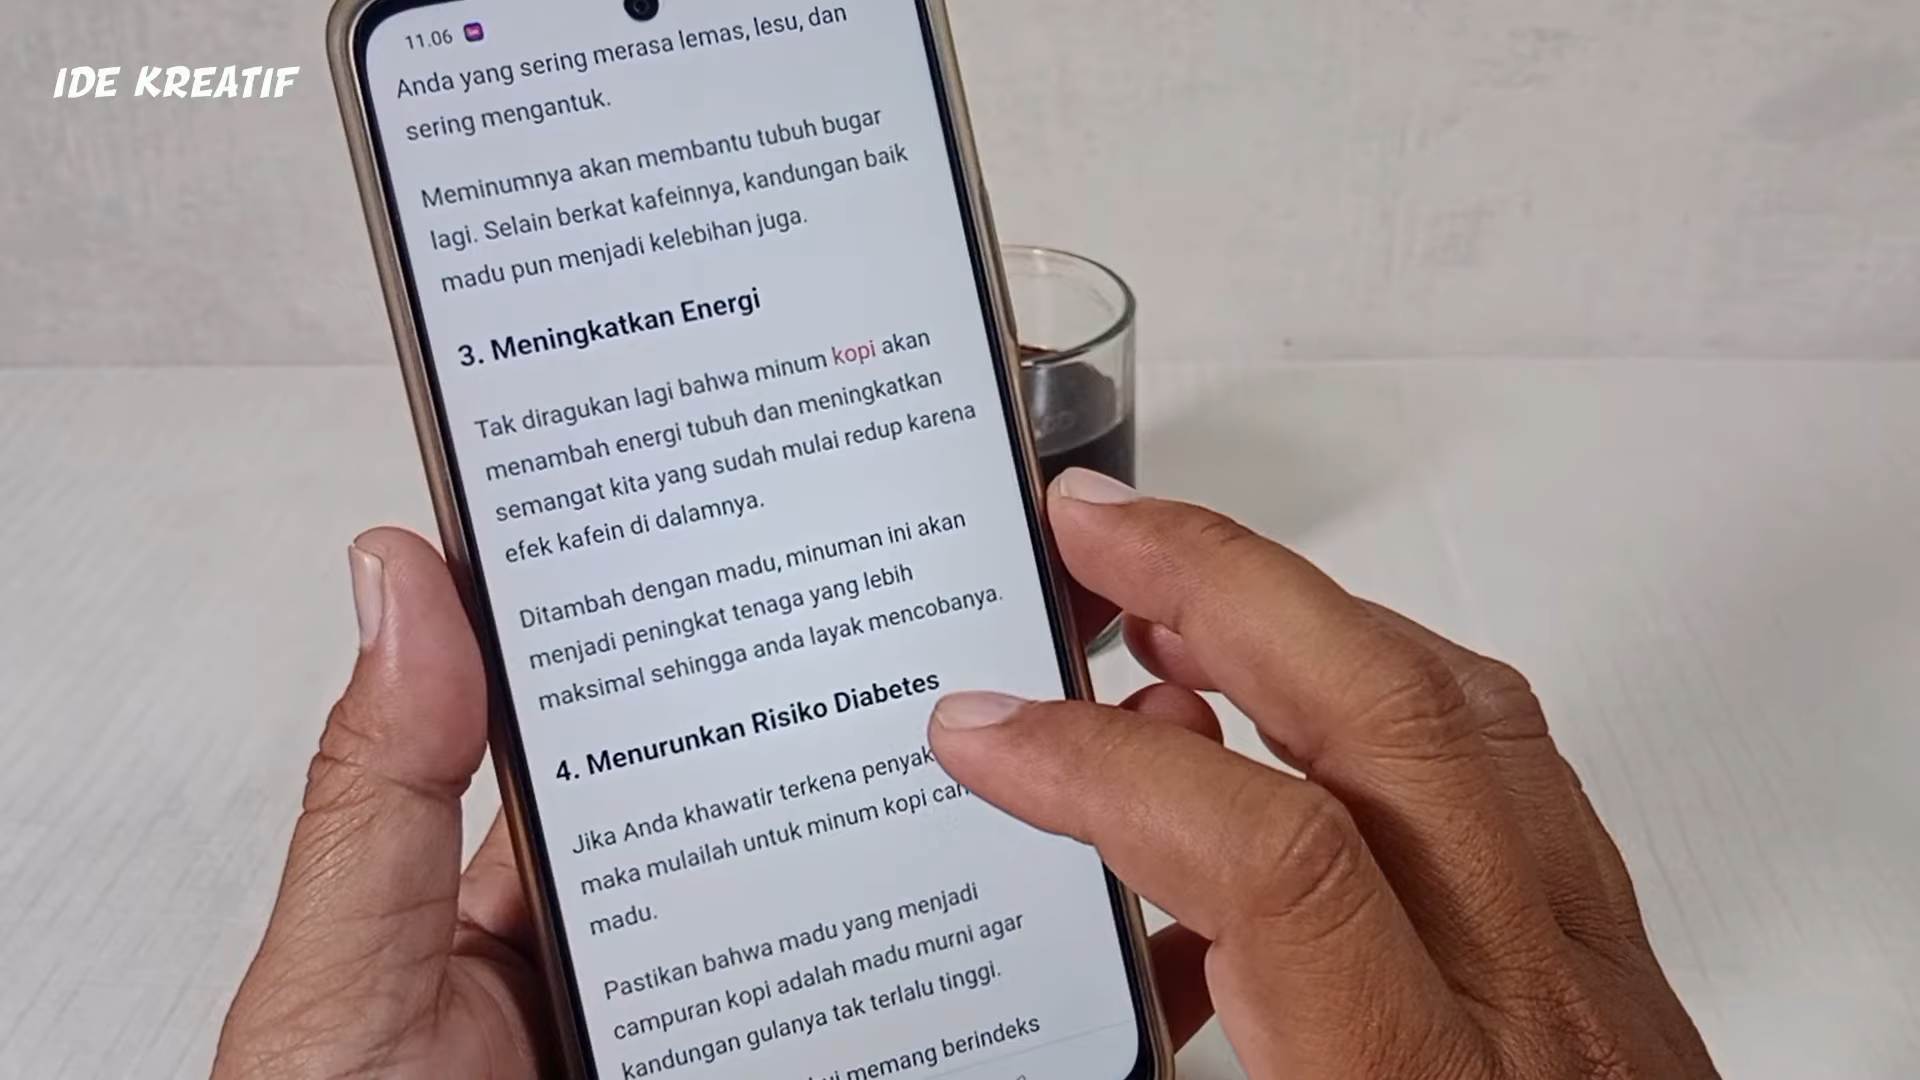 IDE KREATIF
11.06
Anda yang sering merasa lemas, lesu, dan
sering mengantuk.
Meminumnya akan membantu tubuh bugar
lagi. Selain berkat kafeinnya, kandungan baik
madu pun menjadi kelebihan juga.
3. Meningkatkan Energi
Tak diragukan lagi bahwa minum kopi akan
menambah energi tubuh dan meningkatkan
semangat kita yang sudah mulai redup karena
efek kafein di dalamnya.
Ditambah dengan madu, minuman ini akan
menjadi peningkat tenaga yang lebih
maksimal sehingga anda layak mencobanya.
4. Menurunkan Risiko Diabetes
Jika Anda khawatir terkena penyak
maka mulailah untuk minum kopi cam
madu.
Pastikan bahwa madu yang menjadi
campuran kopi adalah madu murni agar
kandungan gulanya tak terlalu tinggi.
memang berindeks